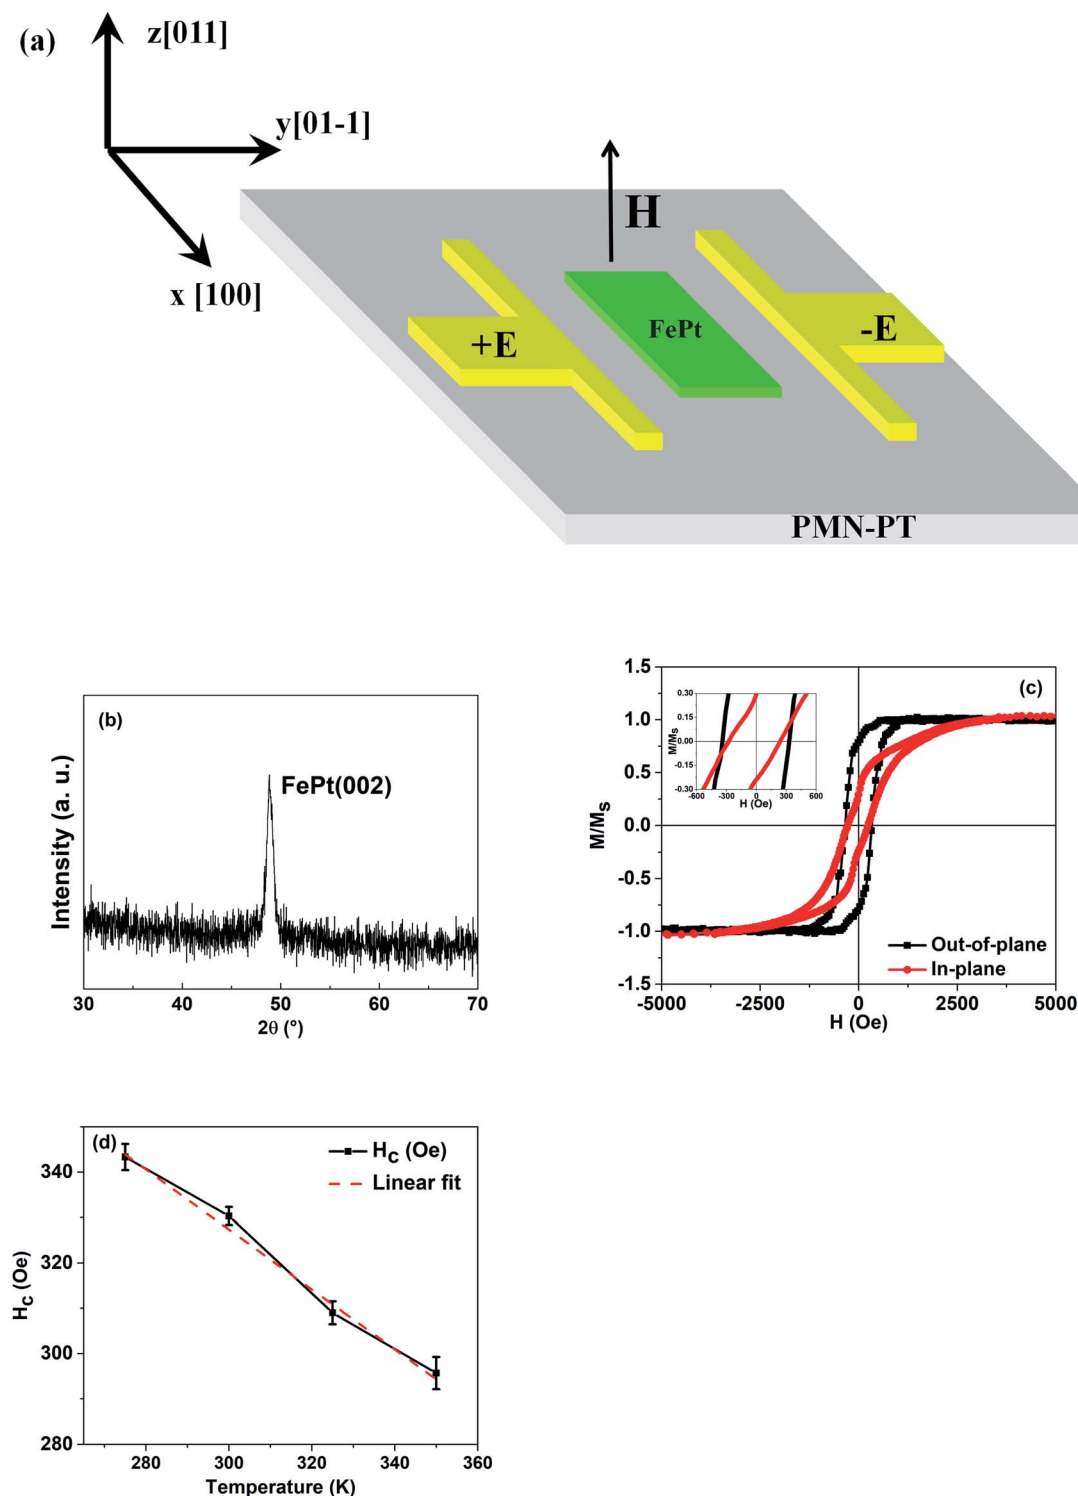 (a)
z[011]
y[01-1]
x [100]
H
+E
FePt
-E
PMN-PT
(b)
FePt(002)
Intensity (a. u.)
30 40 50 60 70
2θ (°)
(c)
1.5
1.0
0.5
0.0
-0.5
-1.0
-1.5
M/Ms
0.30
0.15
0.00
-0.15
-0.30
M/Ms
-600 -300 0 300 600
H (Oe)
Out-of-plane
In-plane
-5000 -2500 0 2500 5000
H (Oe)
(d)
Hc (Oe)
Linear fit
340
320
300
280
Hc (Oe)
280 300 320 340 360
Temperature (K)